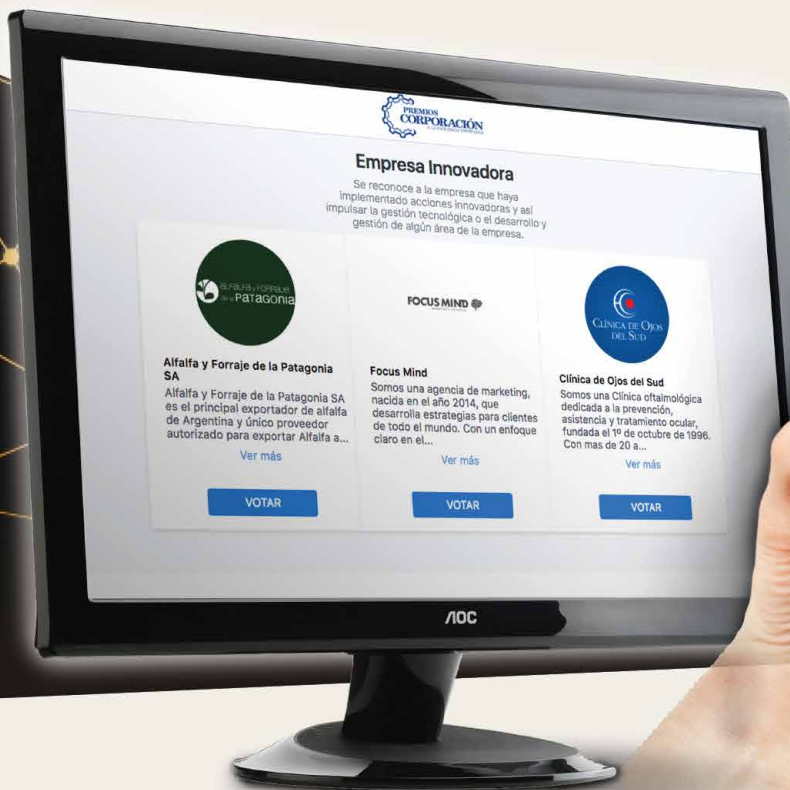 PREMIOS
CORPORACIÓN
Empresa Innovadora
Se reconoce a la empresa que haya
implementado acciones innovadoras y así
impulsar la gestión tecnológica o el desarrollo y
gestión de algún área de la empresa.
ALFALFA y FORRAJE
de la PATAGONIA
Alfalfa y Forraje de la Patagonia
SA
Alfalfa y Forraje de la Patagonia SA
es el principal exportador de alfalfa
de Argentina y único proveedor
autorizado para exportar Alfalfa a...
Ver más
VOTAR
FOCUS MIND
Focus Mind
Somos una agencia de marketing,
nacida en el año 2014, que
desarrolla estrategias para clientes
de todo el mundo. Con un enfoque
claro en el...
Ver más
VOTAR
CLÍNICA DE OJOS
DEL SUD
Clínica de Ojos del Sud
Somos una Clínica oftalmológica
dedicada a la prevención,
asistencia y tratamiento ocular,
fundada el 1º de octubre de 1996.
Con mas de 20 a...
Ver más
VOTAR
AOC